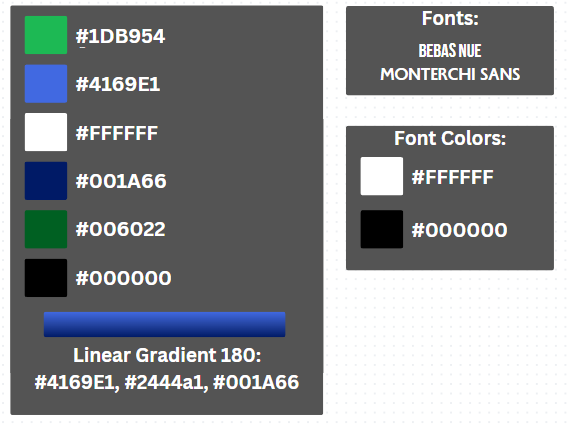 #1DB954
#4169E1
#FFFFFF
#001A66
#006022
#000000
Linear Gradient 180:
#4169E1, #2444a1, #001A66
Fonts:
BEBAS NUE
MONTERCHI SANS
Font Colors:
#FFFFFF
#000000